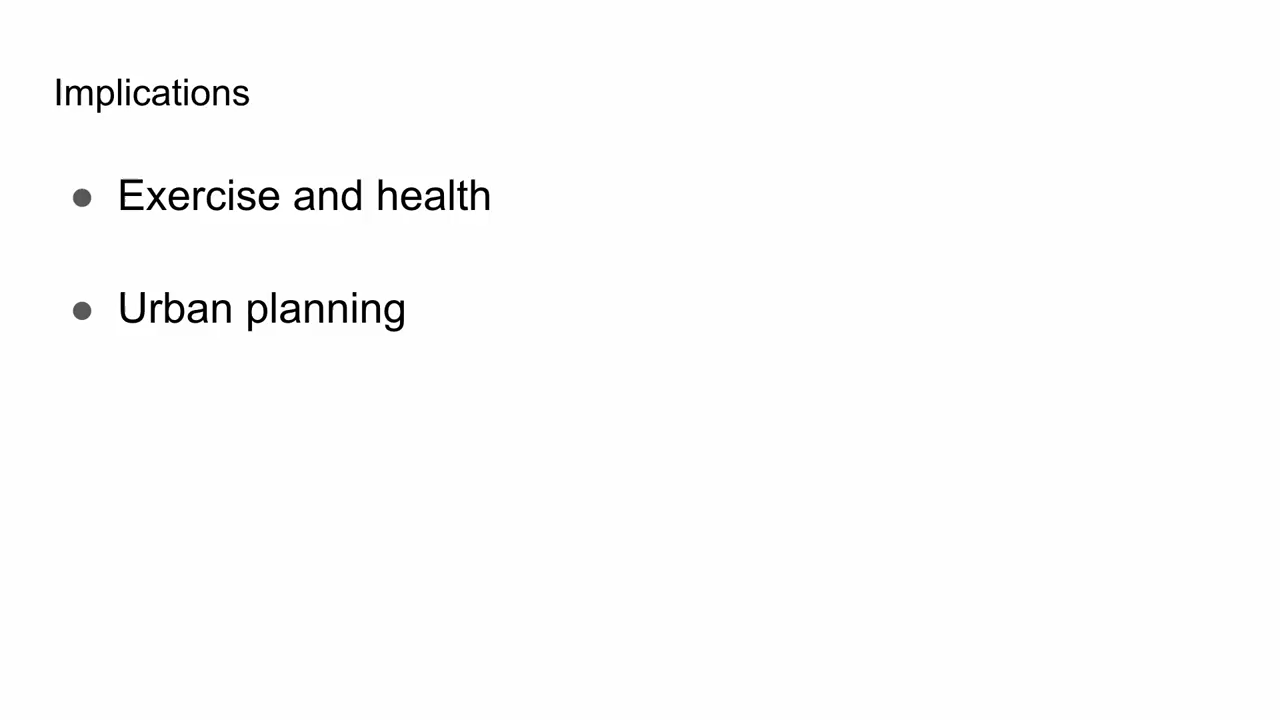 Implications
● Exercise and health
● Urban planning